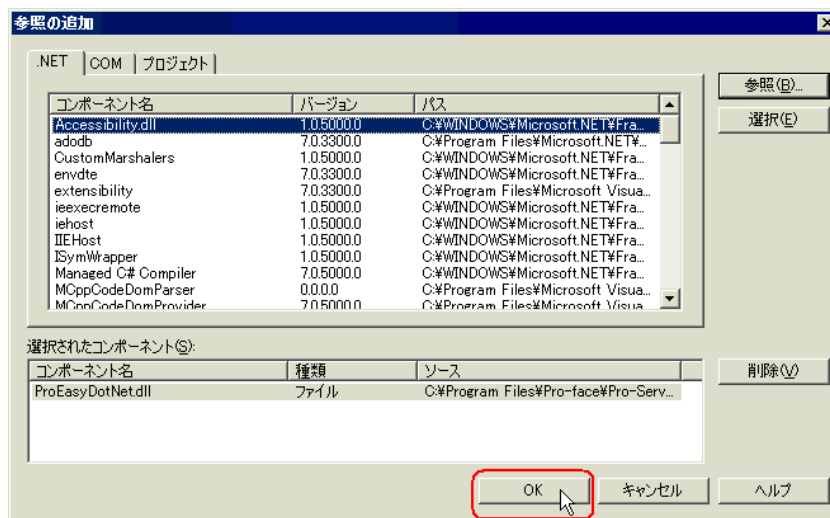 参照の追加
.NET COM プロジェクト
参照(B)...
選択(E)
コンポーネント名 バージョン パス
Accessibility.dll 1.0.5000.0 C:¥WINDOWS¥Microsoft.NET¥Fra...
adodb 7.0.3300.0 C:¥Program Files¥Microsoft.NET¥...
CustomMarshalers 1.0.5000.0 C:¥WINDOWS¥Microsoft.NET¥Fra...
envdte 7.0.3300.0 C:¥WINDOWS¥Microsoft.NET¥Fra...
extensibility 7.0.3300.0 C:¥Program Files¥Microsoft Visua...
ieexecremote 1.0.5000.0 C:¥WINDOWS¥Microsoft.NET¥Fra...
iehost 1.0.5000.0 C:¥WINDOWS¥Microsoft.NET¥Fra...
IIEHost 1.0.5000.0 C:¥WINDOWS¥Microsoft.NET¥Fra...
ISymWrapper 1.0.5000.0 C:¥WINDOWS¥Microsoft.NET¥Fra...
Managed C# Compiler 7.0.5000.0 C:¥WINDOWS¥Microsoft.NET¥Fra...
MCppCodeDomParser 0.0.0.0 C:¥Program Files¥Microsoft Visua...
MCppCodeDomProvider 7.0.5000.0 C:¥Program Files¥Microsoft Visua...
選択されたコンポーネント(S):
コンポーネント名 種類 ソース
ProEasyDotNet.dll ファイル C:¥Program Files¥Pro-face¥Pro-Serv...
削除(V)
OK キャンセル ヘルプ